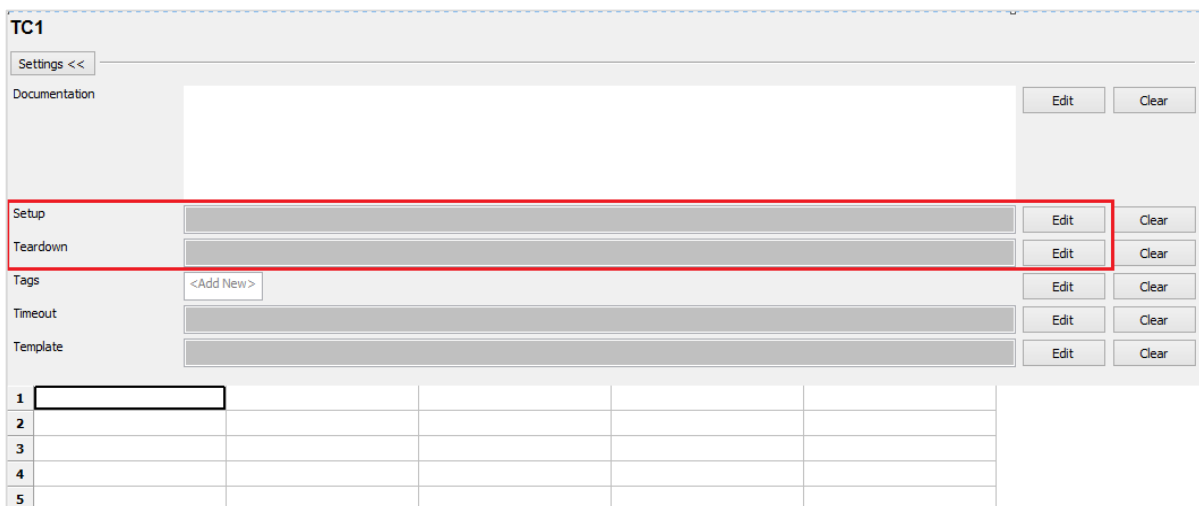 TC1
Settings <<
Documentation Edit Clear
Setup Edit Clear
Teardown Edit Clear
Tags <Add New> Edit Clear
Timeout Edit Clear
Template Edit Clear
1
2
3
4
5